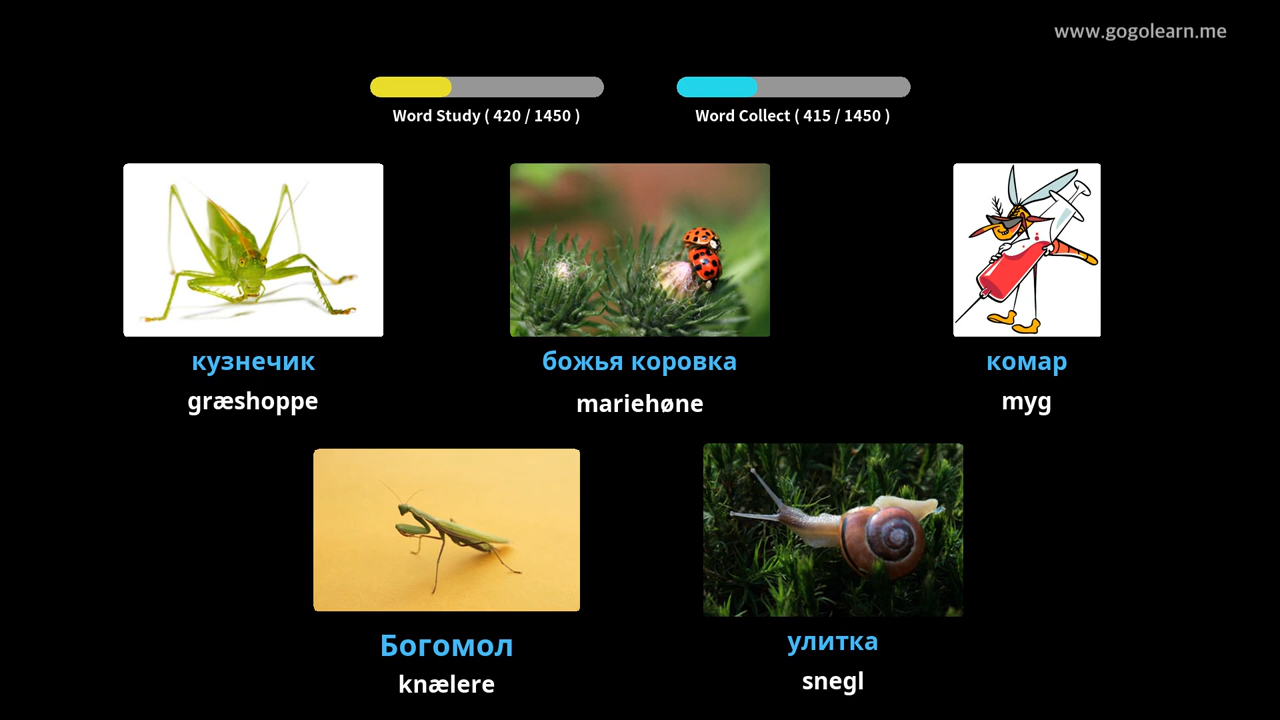 www.gogolearn.me
Word Study ( 420 / 1450 )
Word Collect ( 415 / 1450 )
кузнечик
græshoppe
божья коровка
mariehøne
комар
myg
Богомол
knælere
улитка
snegl